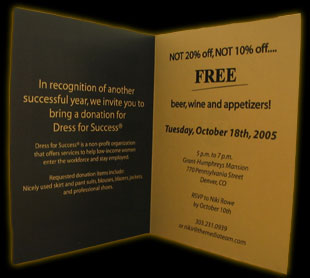 In recognition of another
successful year, we invite you to
bring a donation for
Dress for Success®
Dress for Success® is a non-profit organization
that offers services to help low-income women
enter the workforce and stay employed.
Requested donation items include:
Nicely used skirt and pant suits, blouses, blazers, jackets,
and professional shoes.
NOT 20% off, NOT 10% off....
FREE
beer, wine and appetizers!
Tuesday, October 18th, 2005
5 p.m. to 7 p.m.
Grant Humphreys Mansion
770 Pennsylvania Street
Denver, CO
RSVP to Niki Rowe
by October 10th
303.231.0939